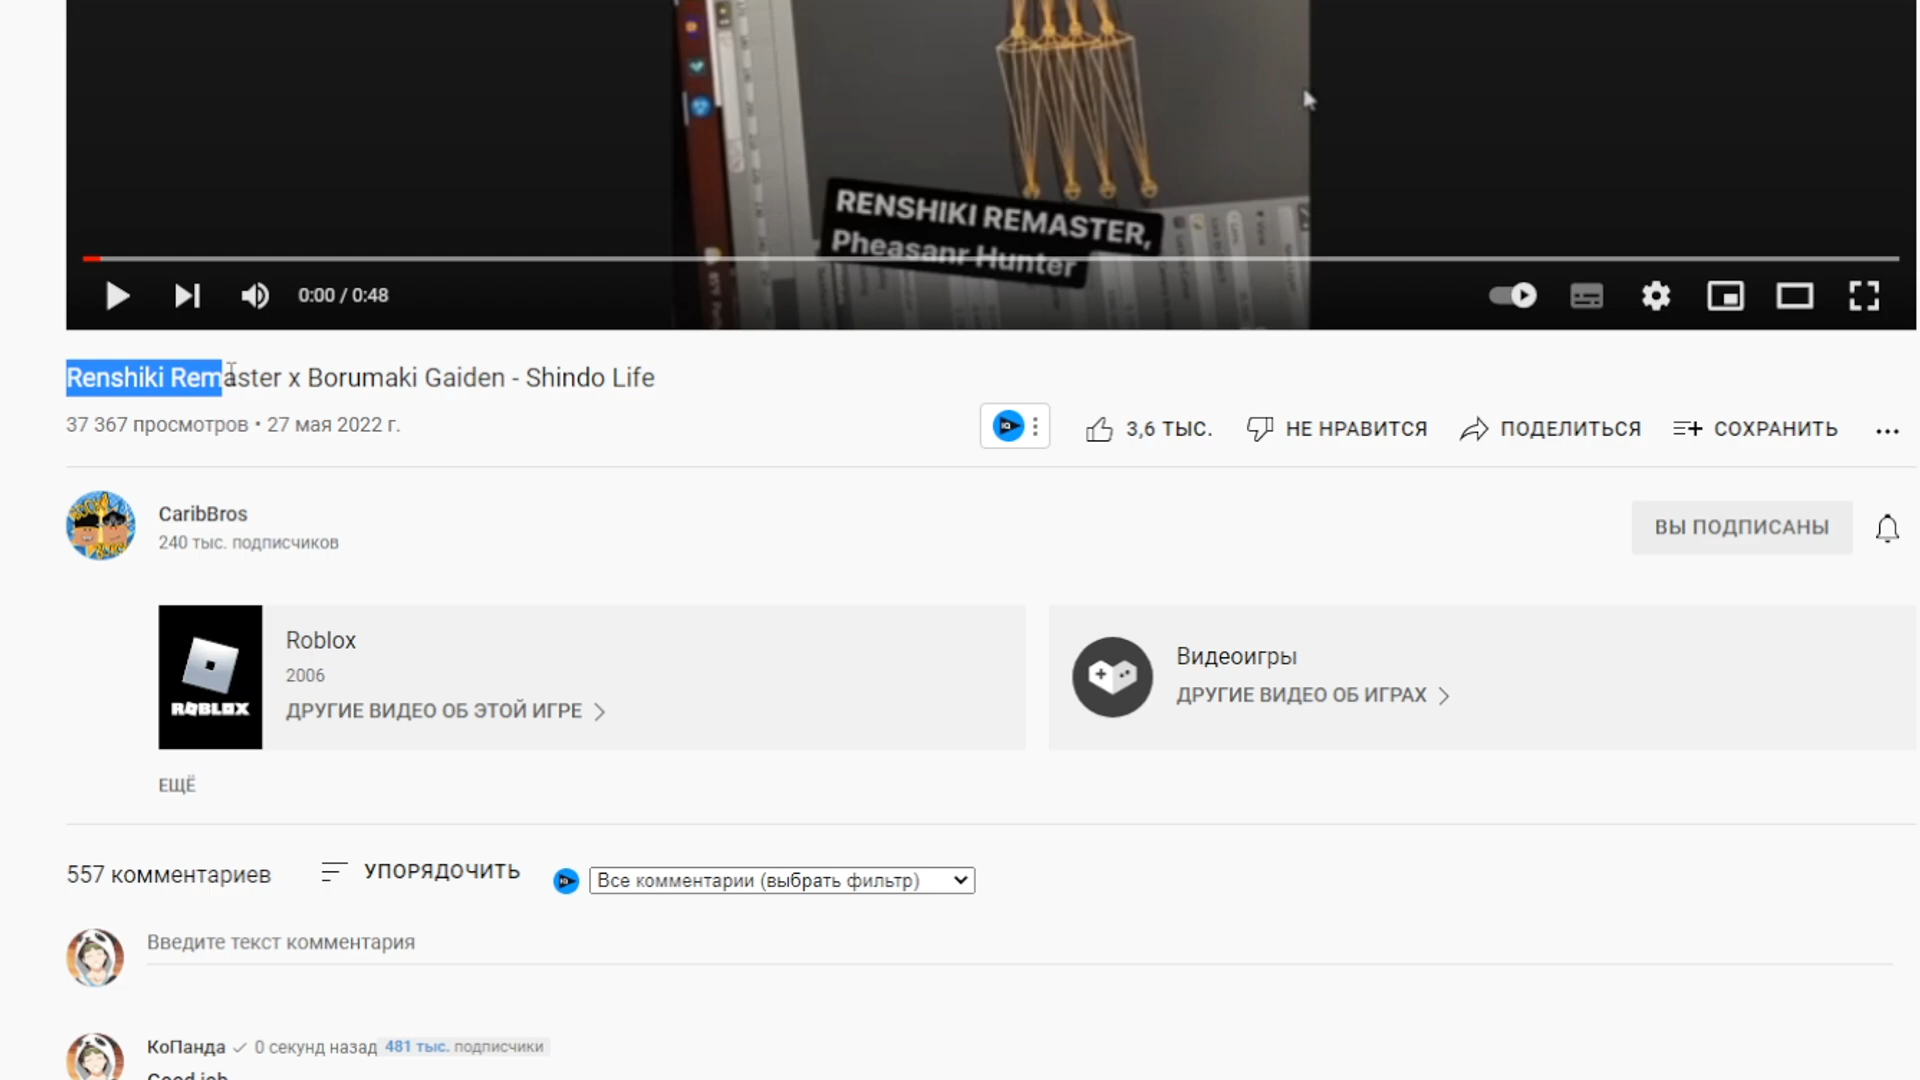 RENSHIKI REMASTER,
Pheasanr Hunter
0:00 / 0:48
Renshiki Remaster x Borumaki Gaiden - Shindo Life
37 367 просмотров • 27 мая 2022 г.
3,6 ТЫС.
НЕ НРАВИТСЯ
ПОДЕЛИТЬСЯ
СОХРАНИТЬ
CaribBros
240 тыс. подписчиков
ВЫ ПОДПИСАНЫ
ROBLOX
Roblox
2006
ДРУГИЕ ВИДЕО ОБ ЭТОЙ ИГРЕ
Видеоигры
ДРУГИЕ ВИДЕО ОБ ИГРАХ
ЕЩЁ
557 комментариев
УПОРЯДОЧИТЬ
Все комментарии (выбрать фильтр)
Введите текст комментария
КоПанда 0 секунд назад 481 тыс. подписчики
Good job